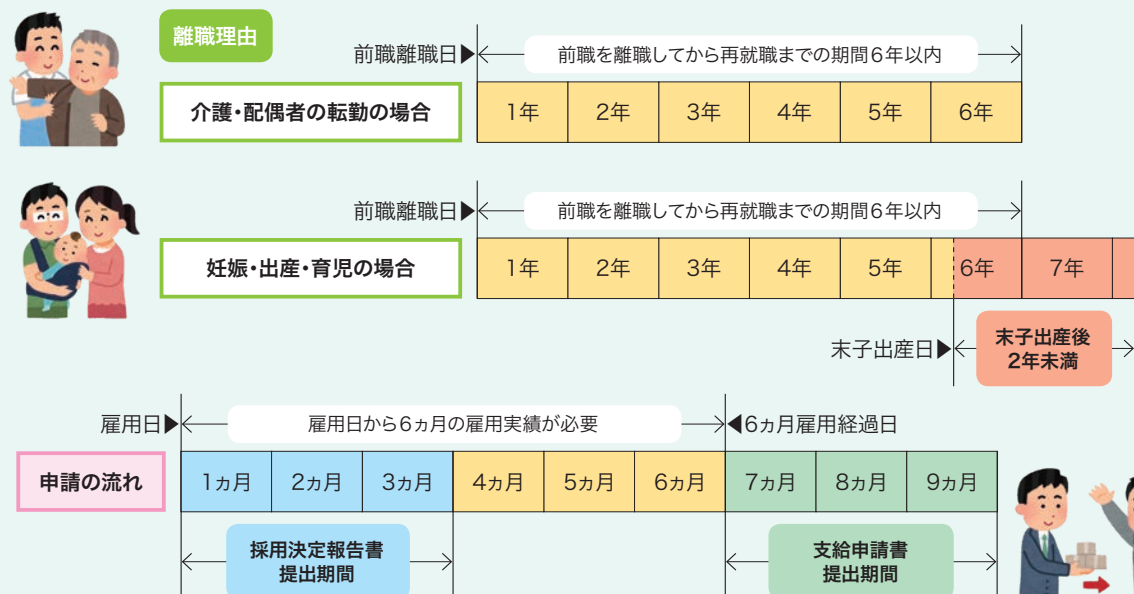 離職理由
前職離職日▶
前職を離職してから再就職までの期間6年以内
介護・配偶者の転勤の場合
1年 2年 3年 4年 5年 6年
前職離職日▶
前職を離職してから再就職までの期間6年以内
妊娠・出産・育児の場合
1年 2年 3年 4年 5年 6年 7年
末子出産日▶
末子出産後
2年未満
雇用日▶
雇用日から6ヵ月の雇用実績が必要
◀6ヵ月雇用経過日
申請の流れ
1ヵ月 2ヵ月 3ヵ月 4ヵ月 5ヵ月 6ヵ月 7ヵ月 8ヵ月 9ヵ月
採用決定報告書
提出期間
支給申請書
提出期間